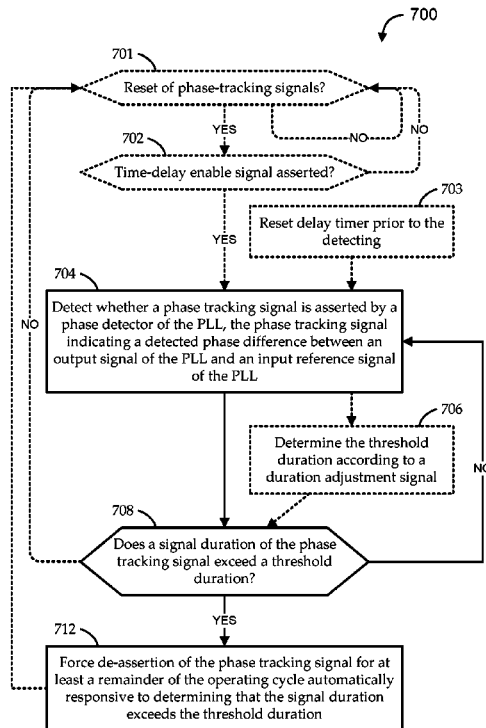 700
701
Reset of phase-tracking signals?
YES
NO
NO
702
Time-delay enable signal asserted?
703
Reset delay timer prior to the
detecting
YES
704
Detect whether a phase tracking signal is asserted by
a phase detector of the PLL, the phase tracking signal
indicating a detected phase difference between an
output signal of the PLL and an input reference signal
of the PLL
NO
706
Determine the threshold
duration according to a
duration adjustment signal
708
Does a signal duration of the phase
tracking signal exceed a threshold
duration?
YES
712
Force de-assertion of the phase tracking signal for at
least a remainder of the operating cycle automatically
responsive to determining that the signal duration
exceeds the threshold duration